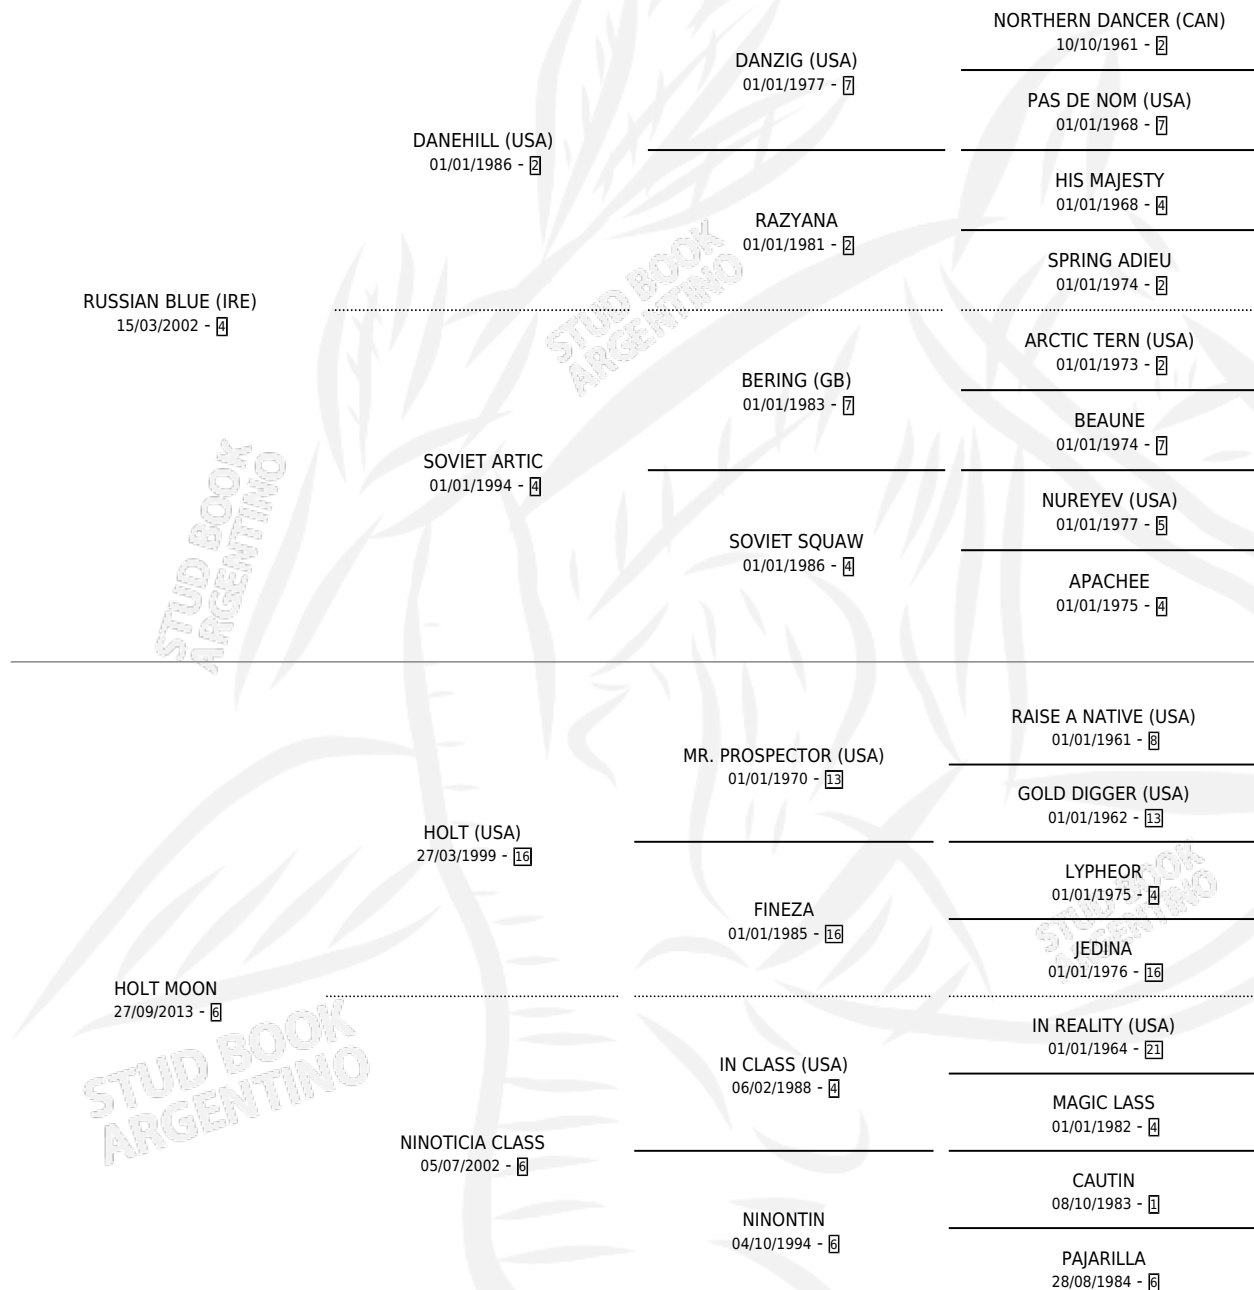 NORTHERN DANCER (CAN)
10/10/1961 - 2
DANZIG (USA)
01/01/1977 - 7
PAS DE NOM (USA)
01/01/1968 - 7
DANEHILL (USA)
01/01/1986 - 2
HIS MAJESTY
01/01/1968 - 4
RAZYANA
01/01/1981 - 2
SPRING ADIEU
01/01/1974 - 2
RUSSIAN BLUE (IRE)
15/03/2002 - 4
ARCTIC TERN (USA)
01/01/1973 - 2
BERING (GB)
01/01/1983 - 7
BEAUNE
01/01/1974 - 7
SOVIET ARTIC
01/01/1994 - 4
NUREYEV (USA)
01/01/1977 - 5
SOVIET SQUAW
01/01/1986 - 4
APACHEE
01/01/1975 - 4
RAISE A NATIVE (USA)
01/01/1961 - 8
MR. PROSPECTOR (USA)
01/01/1970 - 13
GOLD DIGGER (USA)
01/01/1962 - 13
HOLT (USA)
27/03/1999 - 16
LYPHEOR
01/01/1975 - 4
FINEZA
01/01/1985 - 16
JEDINA
01/01/1976 - 16
HOLT MOON
27/09/2013 - 6
IN REALITY (USA)
01/01/1964 - 21
IN CLASS (USA)
06/02/1988 - 4
MAGIC LASS
01/01/1982 - 4
NINOTICIA CLASS
05/07/2002 - 6
CAUTIN
08/10/1983 - 1
NINONTIN
04/10/1994 - 6
PAJARILLA
28/08/1984 - 6
STUD BOOK
ARGENTINO
STUD BOOK
ARGENTINO
STUD BOOK
ARGENTINO
STUD BOOK
ARGENTINO